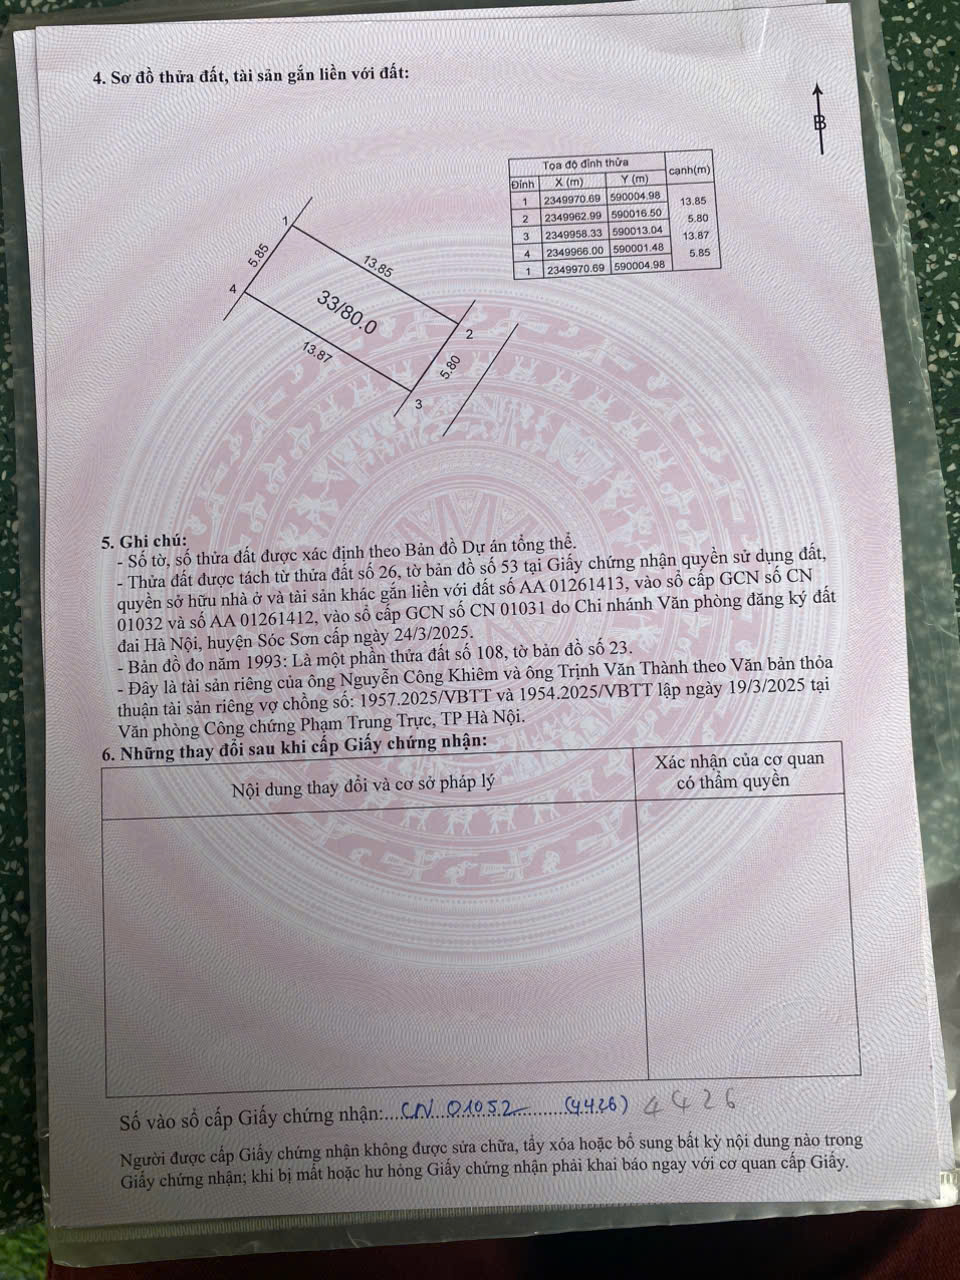 4. Sơ đồ thửa đất, tài sản gắn liền với đất:
B
Tọa độ đỉnh thửa cạnh(m)
Đỉnh X (m) Y (m)
1 2349970.69 590004.98
13.85
2 2349962.99 590016.50
5.80
3 2349958.33 590013.04
13.87
4 2349966.00 590001.48
5.85
1 2349970.69 590004.98
1
5.85
13.85
4
33/80.0
2
13.87
5.80
3
5. Ghi chú:
- Số tờ, số thửa đất được xác định theo Bản đồ Dự án tổng thể.
- Thửa đất được tách từ thửa đất số 26, tờ bản đồ số 53 tại Giấy chứng nhận quyền sử dụng đất,
quyền sở hữu nhà ở và tài sản khác gắn liền với đất số AA 01261413, vào sổ cấp GCN số CN
01032 và số AA 01261412, vào sổ cấp GCN số CN 01031 do Chi nhánh Văn phòng đăng ký đất
đai Hà Nội, huyện Sóc Sơn cấp ngày 24/3/2025.
- Bản đồ đo năm 1993: Là một phần thửa đất số 108, tờ bản đồ số 23.
- Đây là tài sản riêng của ông Nguyễn Công Khiêm và ông Trịnh Văn Thành theo Văn bản thỏa
thuận tài sản riêng vợ chồng số: 1957.2025/VBTT và 1954.2025/VBTT lập ngày 19/3/2025 tại
Văn phòng Công chứng Phạm Trung Trực, TP Hà Nội.
6. Những thay đổi sau khi cấp Giấy chứng nhận:
Nội dung thay đổi và cơ sở pháp lý
Xác nhận của cơ quan
có thẩm quyền
Số vào sổ cấp Giấy chứng nhận:....CN...01052..............(4426) 4426
Người được cấp Giấy chứng nhận không được sửa chữa, tẩy xóa hoặc bổ sung bất kỳ nội dung nào trong
Giấy chứng nhận; khi bị mất hoặc hư hỏng Giấy chứng nhận phải khai báo ngay với cơ quan cấp Giấy.